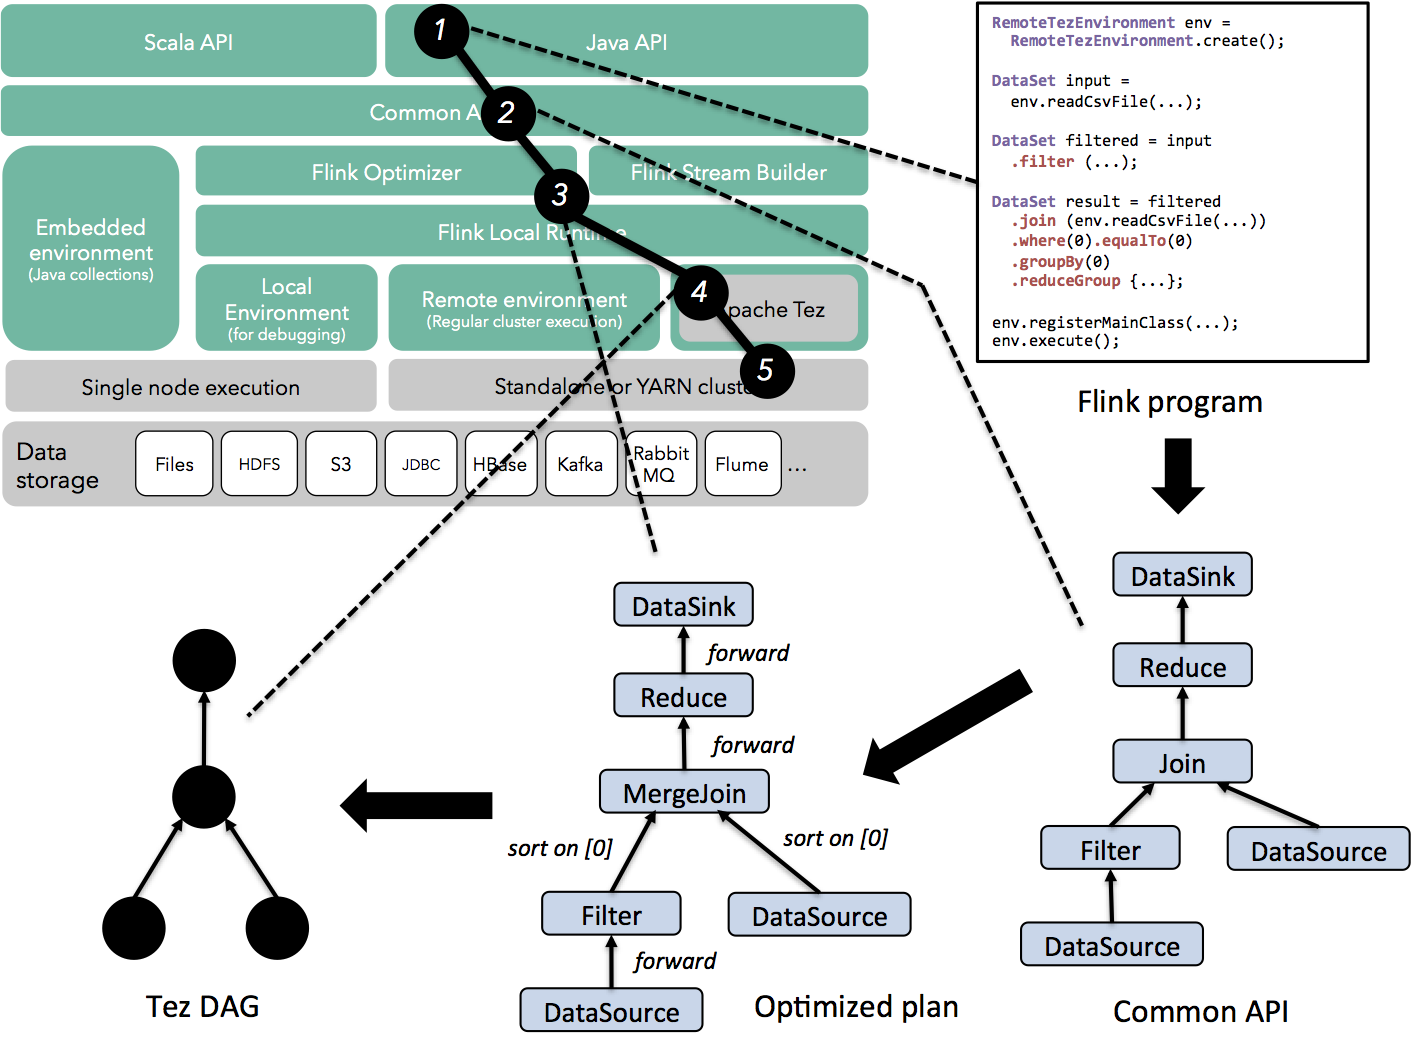 Scala API
1
Java API
Common A
2
Flink Optimizer
3
Flink Stream Builder
Embedded
environment
(Java collections)
Flink Local Runtime
Local
Environment
(for debugging)
Remote environment
(Regular cluster execution)
4
pache Tez
5
Single node execution
Standalone or YARN cluste
Data
storage
Files
HDFS
S3
JDBC
HBase
Kafka
Rabbit
MQ
Flume
...
RemoteTezEnvironment env =
RemoteTezEnvironment.create();
DataSet input =
env.readCsvFile(...);
DataSet filtered = input
.filter (...);
DataSet result = filtered
.join (env.readCsvFile(...))
.where(0).equalTo(0)
.groupBy(0)
.reduceGroup {...};
env.registerMainClass(...);
env.execute();
Flink program
DataSink
Reduce
Join
Filter
DataSource
DataSource
Common API
DataSink
forward
Reduce
forward
MergeJoin
sort on [0]
sort on [0]
Filter
DataSource
forward
DataSource
Optimized plan
Tez DAG